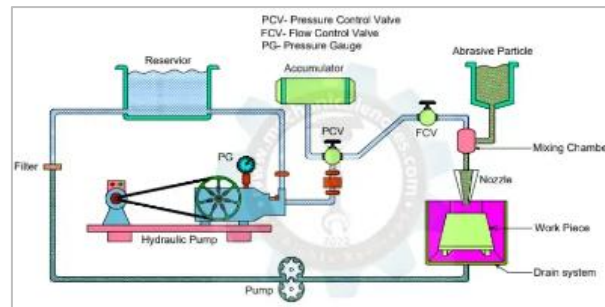 PCV- Pressure Control Valve
FCV- Flow Control Valve
PG- Pressure Gauge
Reservior
Accumulator
Abrasive Particle
PCV
FCV
Mixing Chamber
Filter
PG
Nozzle
Work Piece
Hydraulic Pump
Drain system
Pump